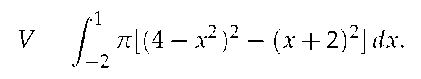 V ∫_{-2}^{1} π⌊(4 − x²)² − (x + 2)²⌋ dx.